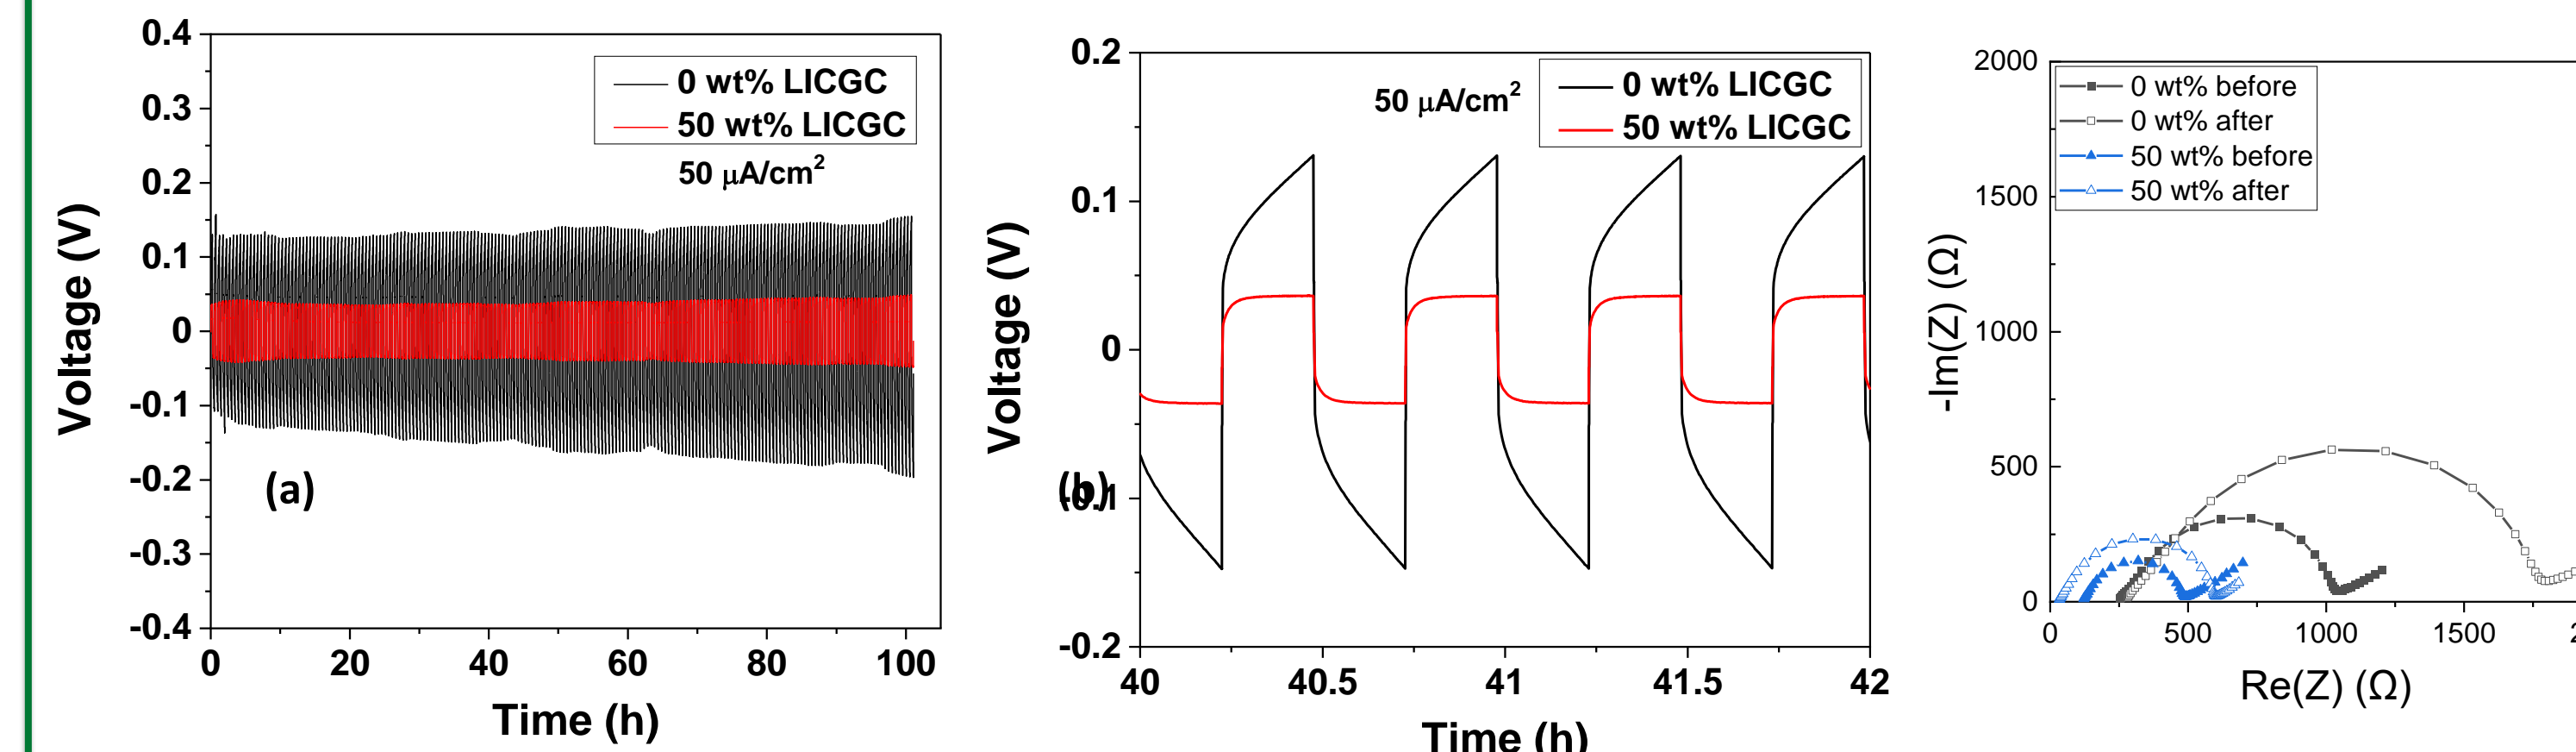 0.4
0.3
0.2
0.1
0
-0.1
-0.2
-0.3
-0.4
Voltage (V)
0 wt% LICGC
50 wt% LICGC
50 μA/cm²
(a)
0 20 40 60 80 100
Time (h)
0.2
0.1
0
-0.1
-0.2
Voltage (V)
50 μA/cm²
0 wt% LICGC
50 wt% LICGC
(b)
40 40.5 41 41.5 42
Time (h)
2000
1500
1000
500
0
-Im(Z) (Ω)
0 wt% before
0 wt% after
50 wt% before
50 wt% after
0 500 1000 1500
Re(Z) (Ω)